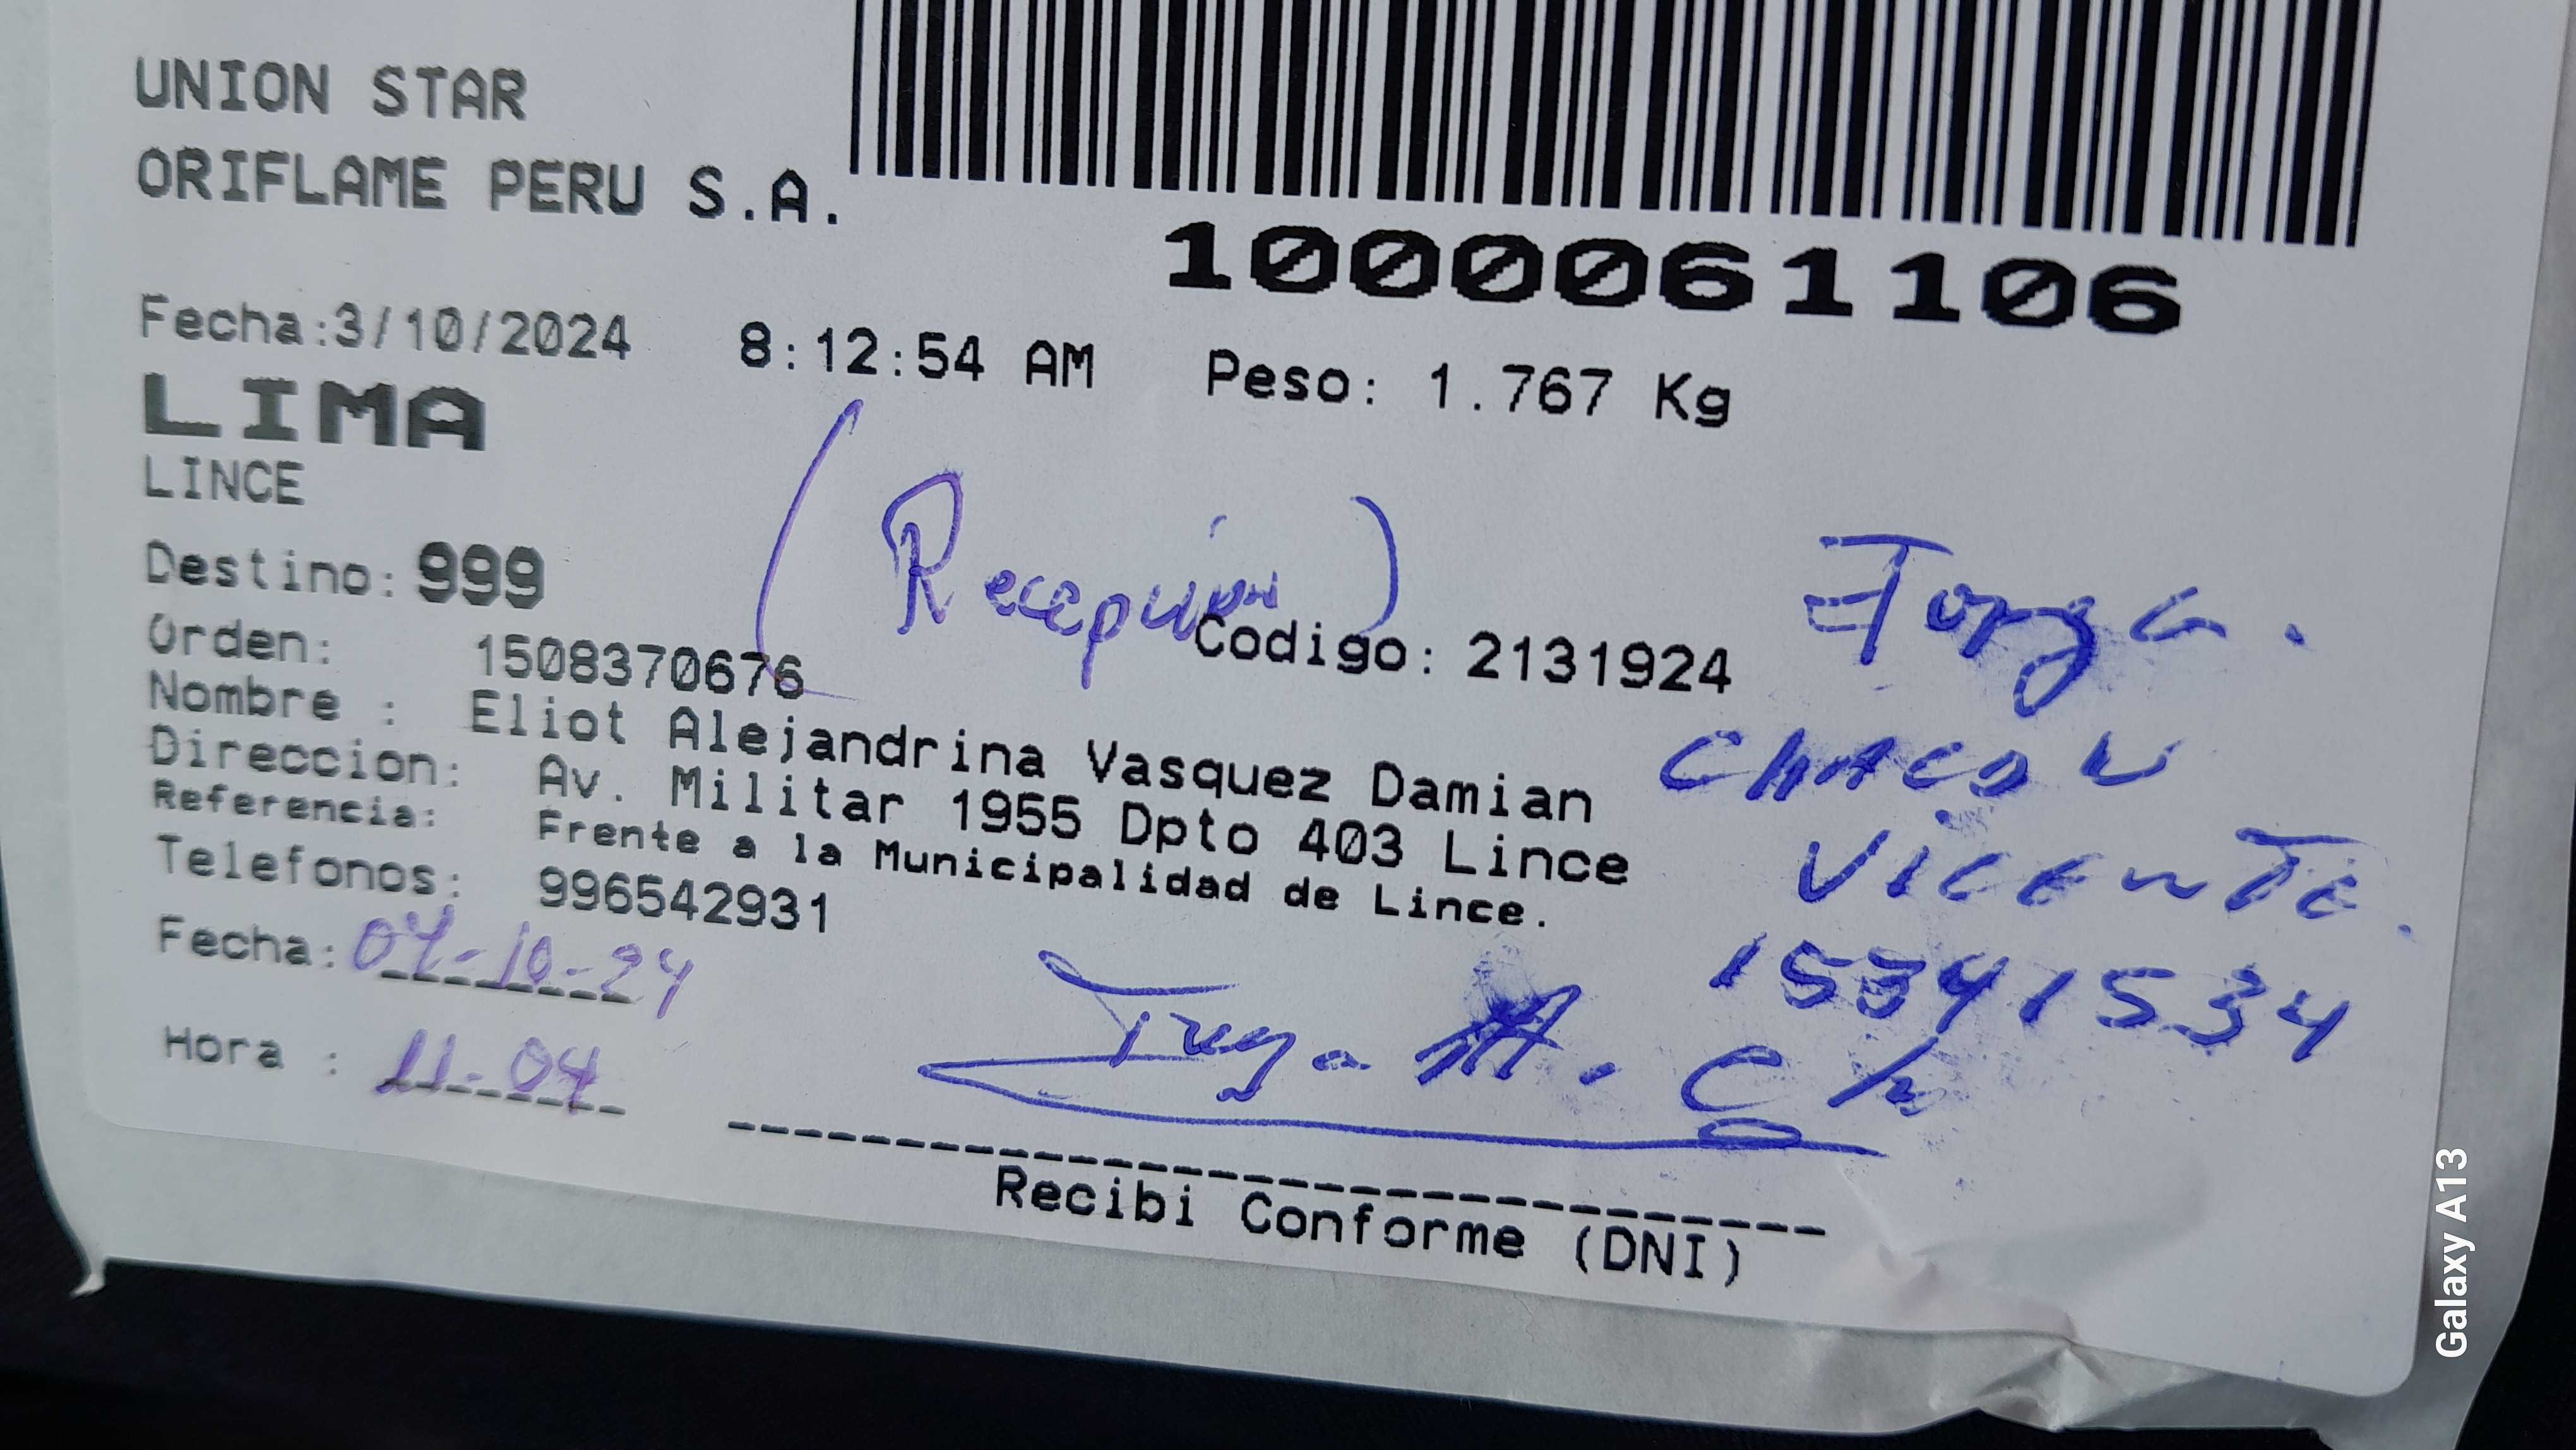 UNION STAR
ORIFLAME PERU S.A.
1000061106
Fecha:3/10/2024 8:12:54 AM Peso: 1.767 Kg
LIMA
LINCE
(Recepción)
Destino: 999
Orden: 1508370676 Codigo: 2131924
Nombre : Eliot Alejandrina Vasquez Damian
Direccion: Av. Militar 1955 Dpto 403 Lince
Referencia: Frente a la Municipalidad de Lince.
Telefonos: 996542931
Fecha: 04-10-24
Hora : 11-04
Chacon
Vicente.
15341534
Recibi Conforme (DNI)
Galaxy A13